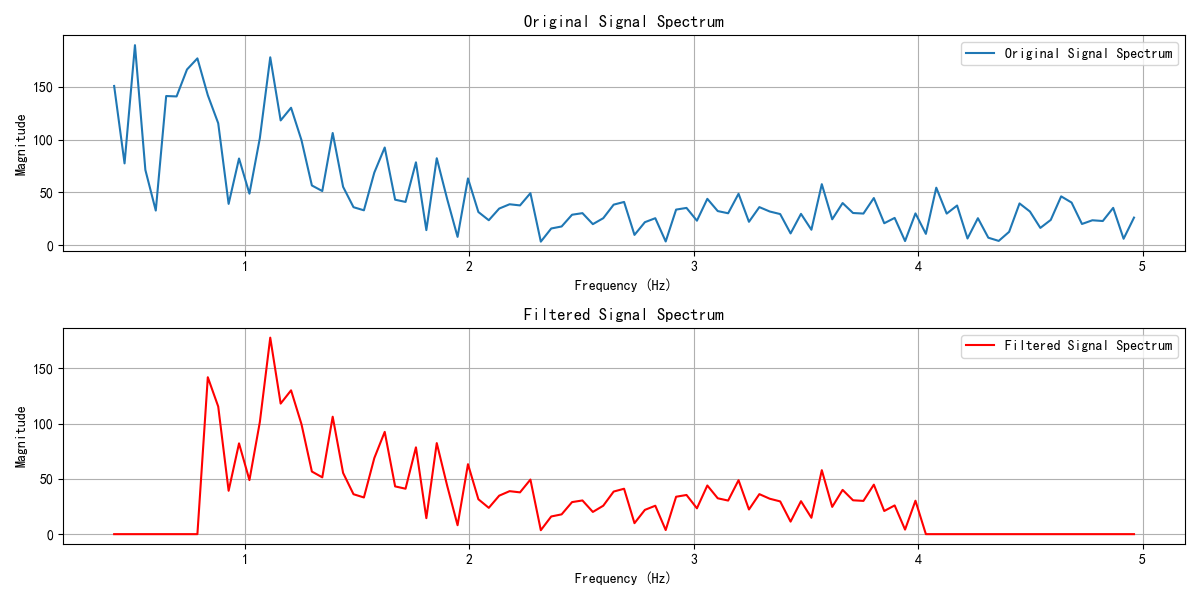 Original Signal Spectrum
Original Signal Spectrum
Magnitude
150
100
50
0
1 2 3 4 5
Frequency (Hz)
Filtered Signal Spectrum
Filtered Signal Spectrum
Magnitude
150
100
50
0
1 2 3 4 5
Frequency (Hz)